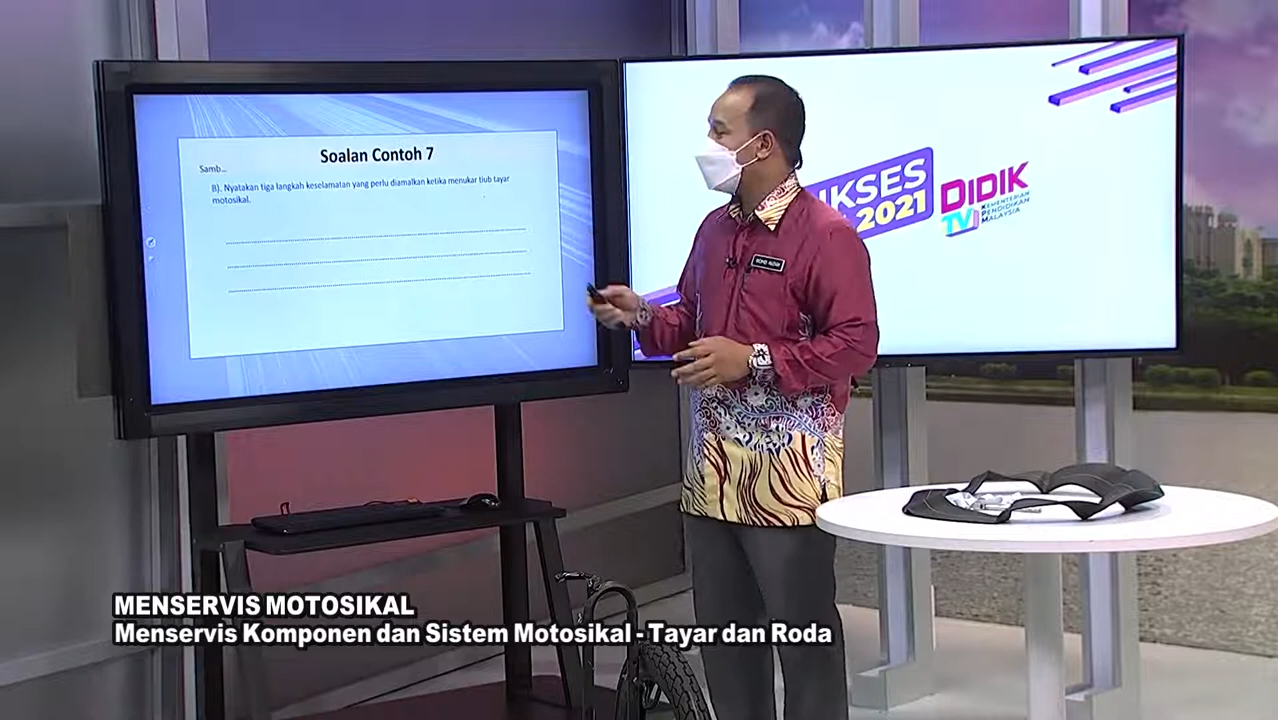 Soalan Contoh 7
Samb...
B). Nyatakan tiga langkah keselamatan yang perlu diamalkan ketika menukar tiub tayar
motosikal.
UKSES
2021
DIDIK
TV
KEMENTERIAN
PENDIDIKAN
MALAYSIA
MENSERVIS MOTOSIKAL
Menservis Komponen dan Sistem Motosikal - Tayar dan Roda